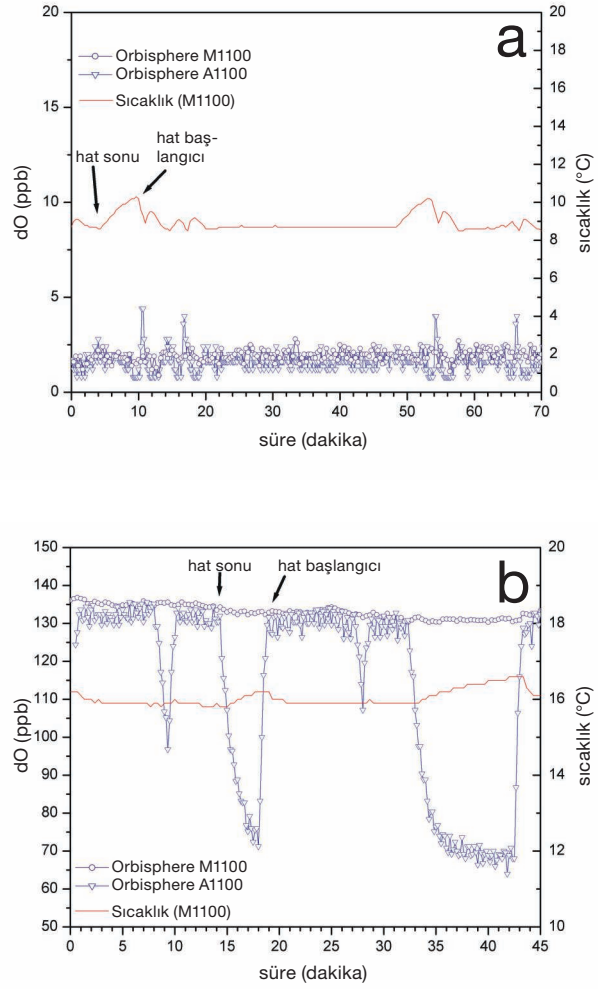 a
20
15
10
5
0
dO (ppb)
20
18
16
14
12
10
8
6
4
2
0
sıcaklık (°C)
Orbisphere M1100
Orbisphere A1100
Sıcaklık (M1100)
hat sonu
hat baş-
langıcı
0 10 20 30 40 50 60 70
süre (dakika)
b
150
140
130
120
110
100
90
80
70
60
50
dO (ppb)
20
18
16
14
12
10
sıcaklık (°C)
hat sonu
hat başlangıcı
Orbisphere M1100
Orbisphere A1100
Sıcaklık (M1100)
0 5 10 15 20 25 30 35 40 45
süre (dakika)